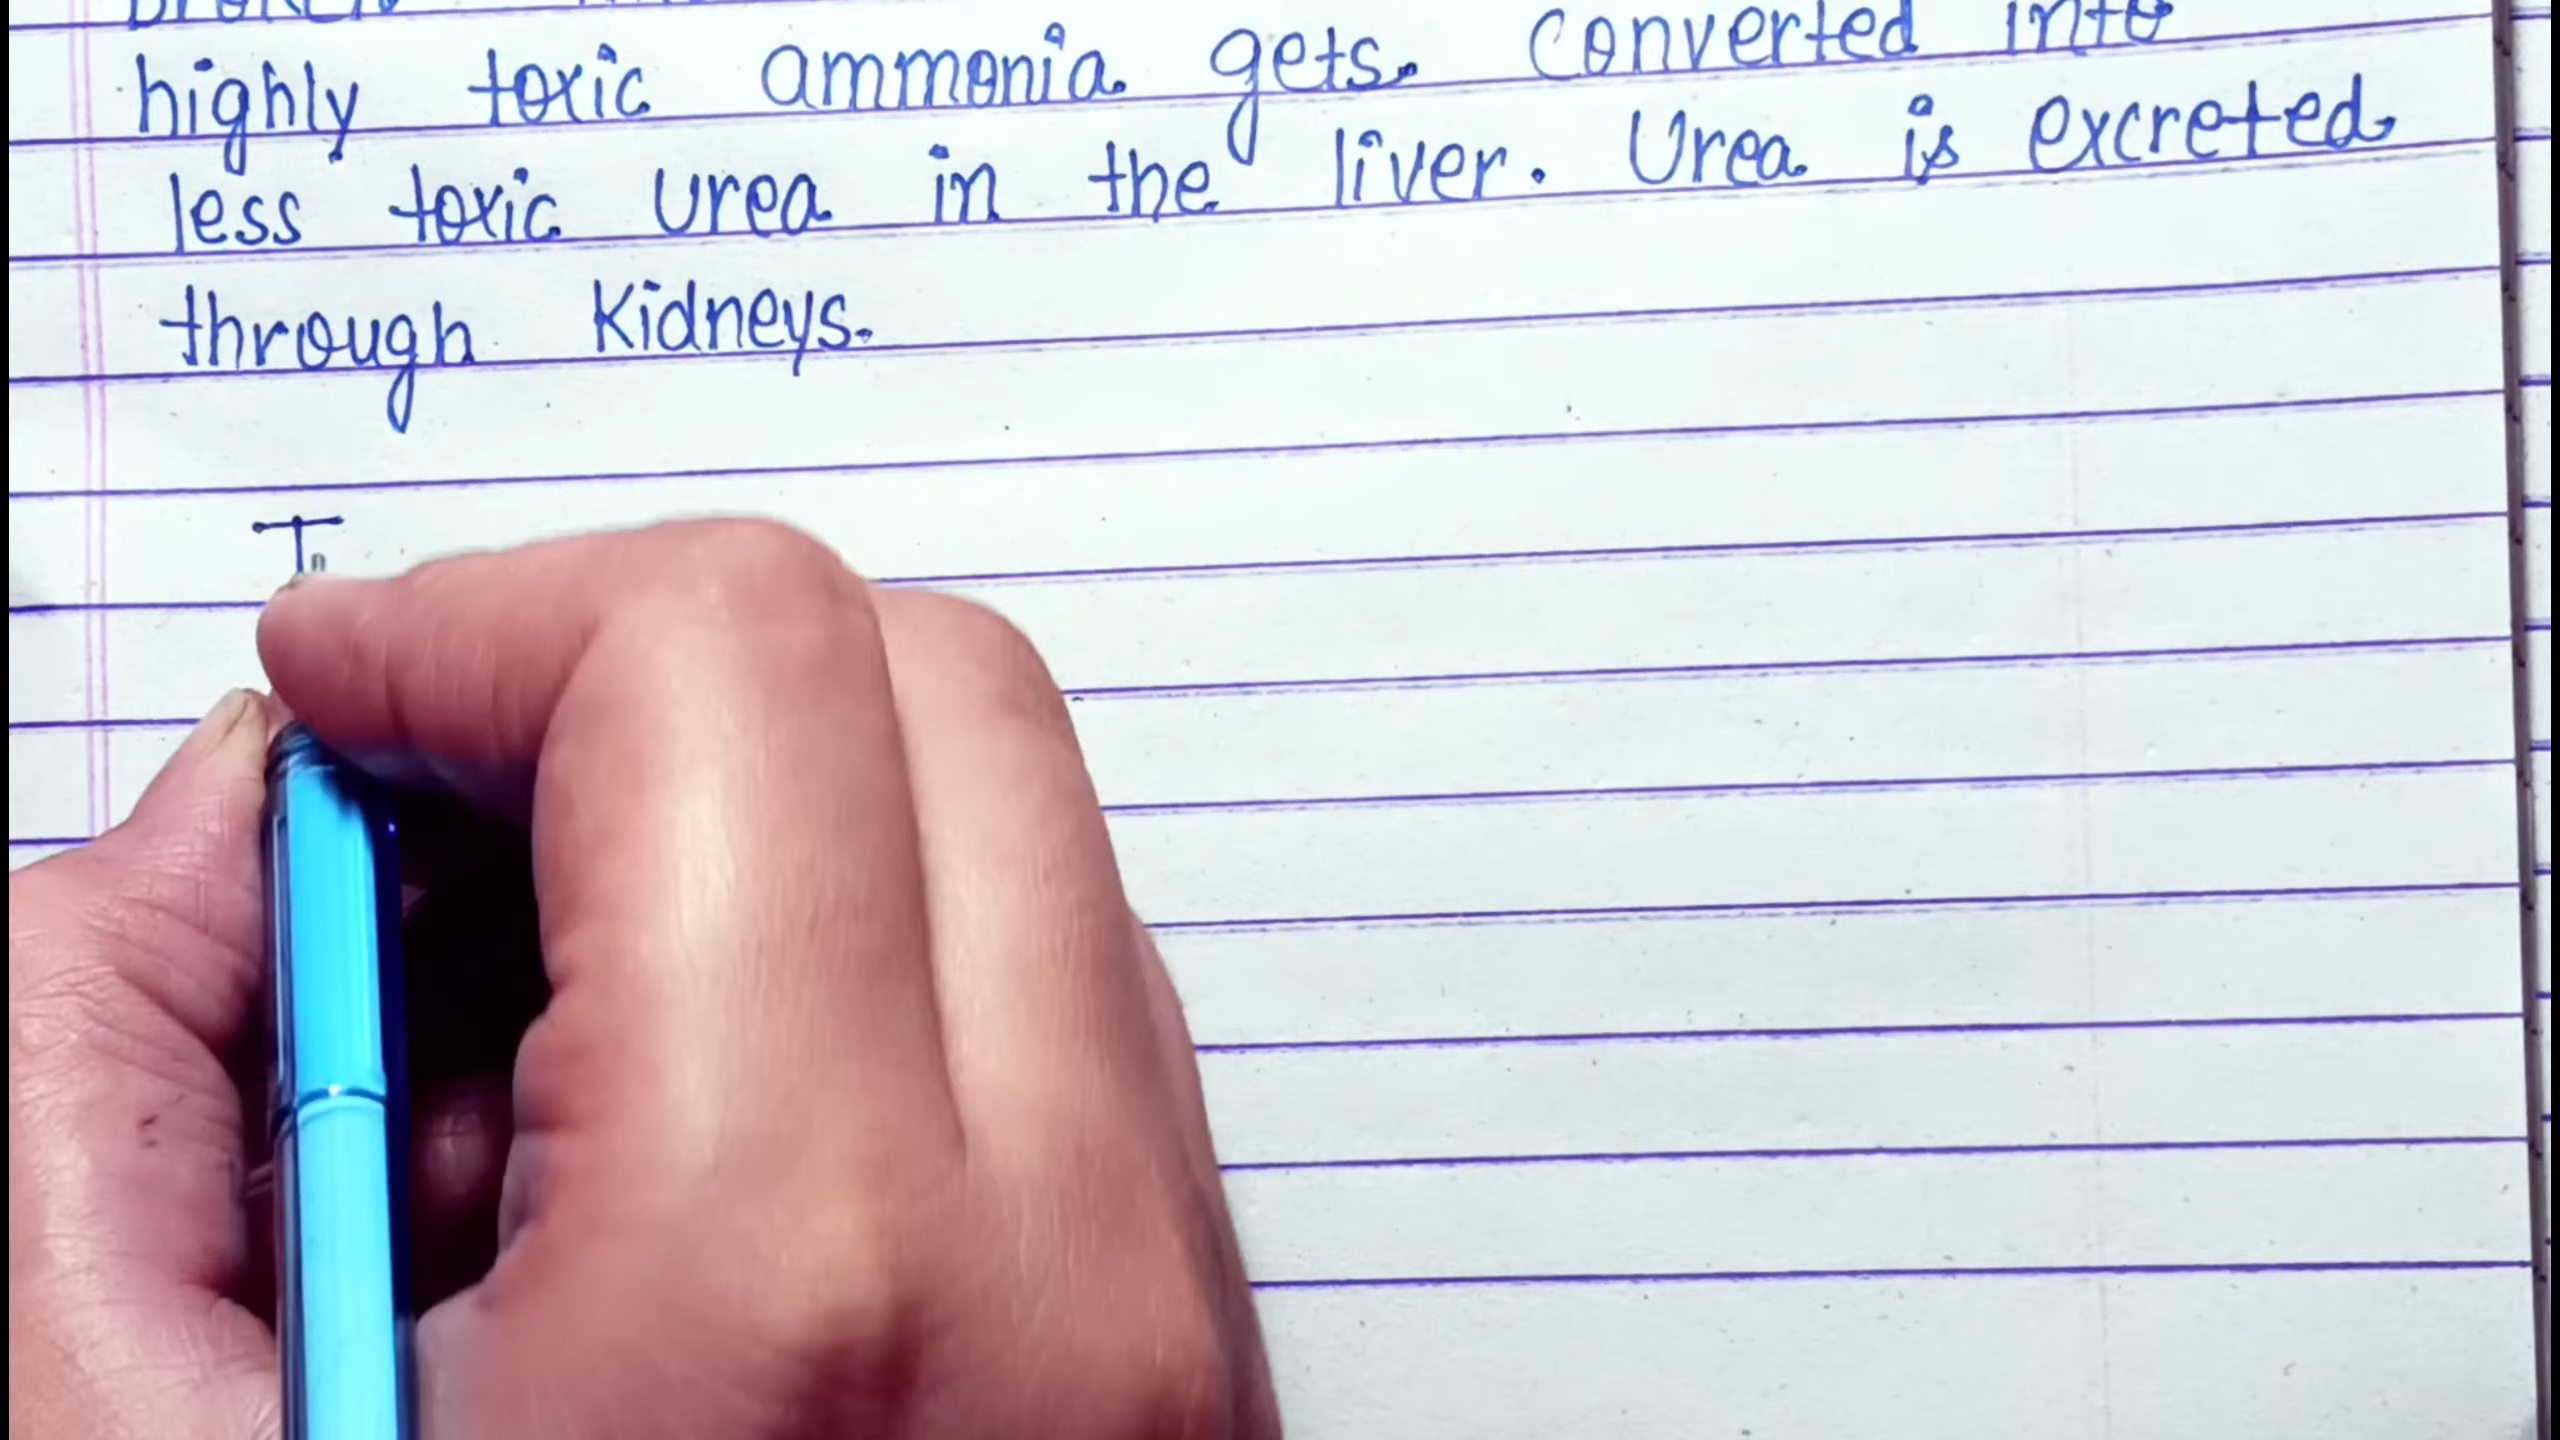 highly toxic ammonia gets converted into
less toxic urea in the liver. Urea is excreted
through kidneys.
T